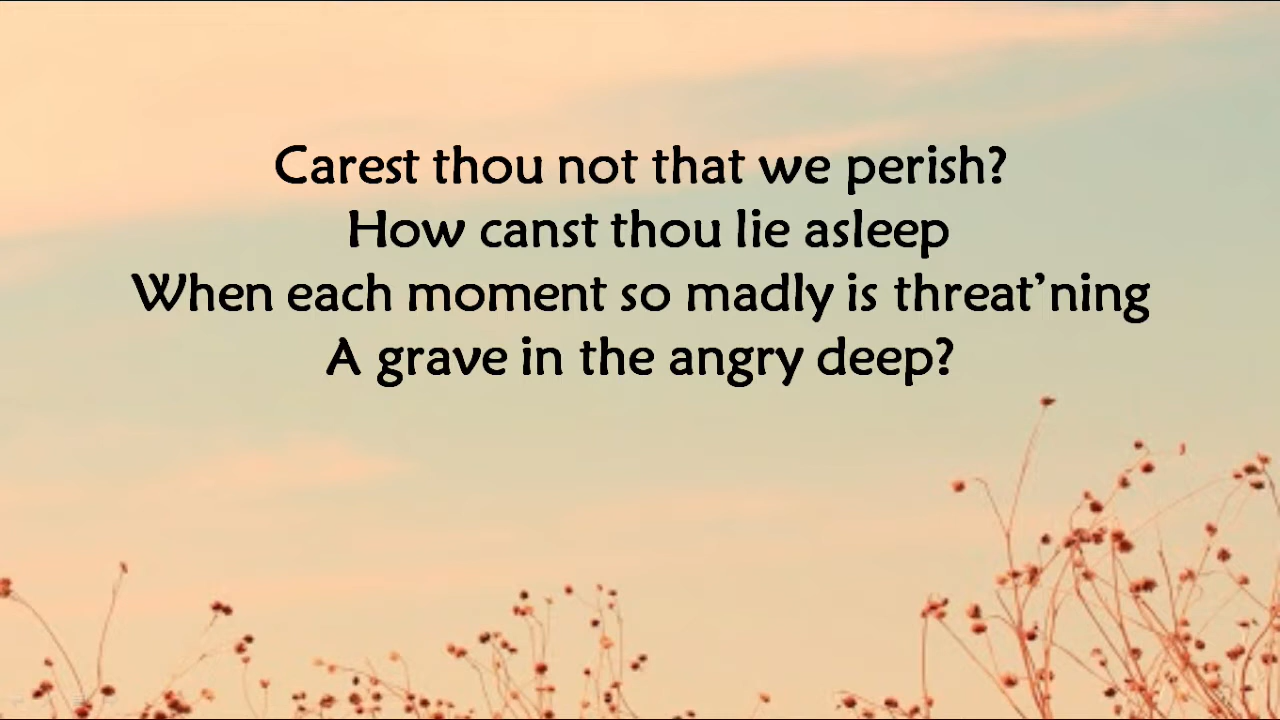 Carest thou not that we perish?
How canst thou lie asleep
When each moment so madly is threat’ning
A grave in the angry deep?